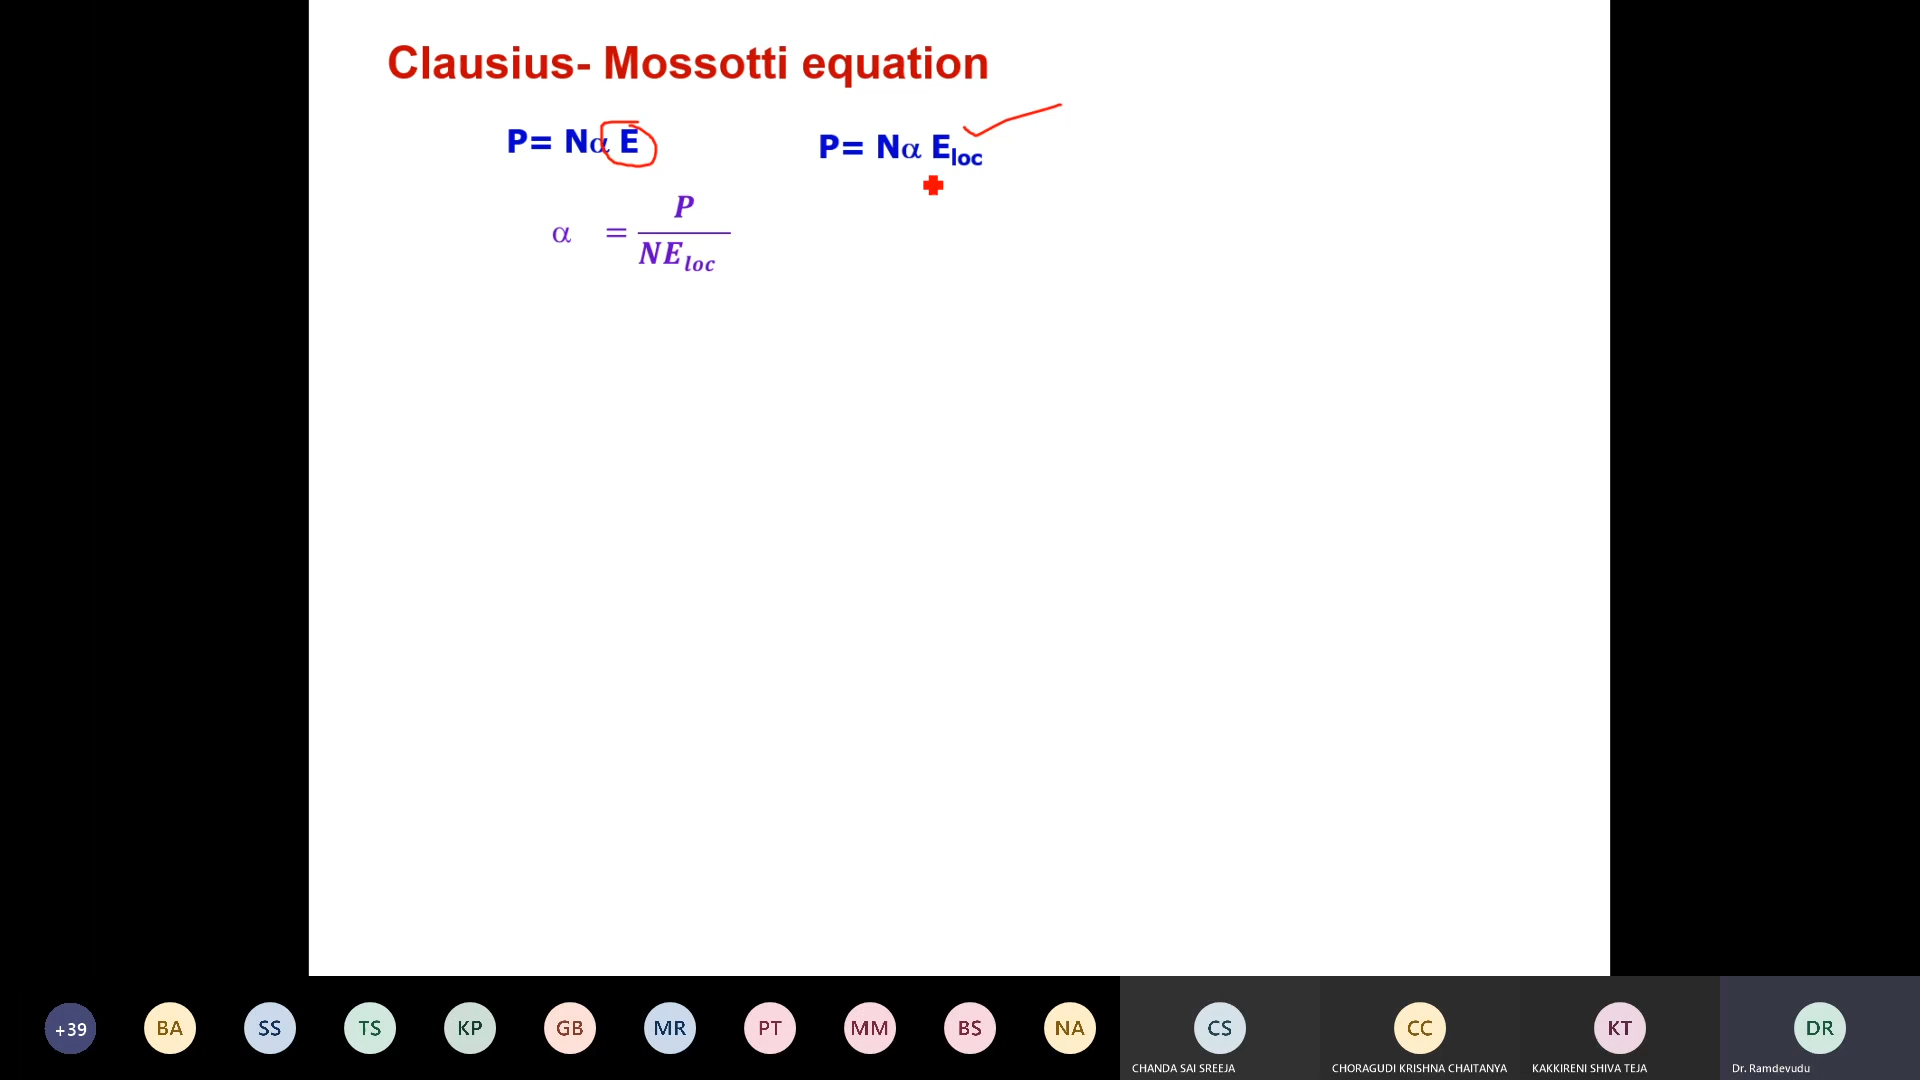 Clausius- Mossotti equation
P= Nα E
P= Nα Eloc
α = P / NEloc
+39 BA SS TS KP GB MR PT MM BS NA CS CC KT DR
CHANDA SAI SREEJA CHORAGUDI KRISHNA CHAITANYA KAKKIRENI SHIVA TEJA Dr. Ramdevudu